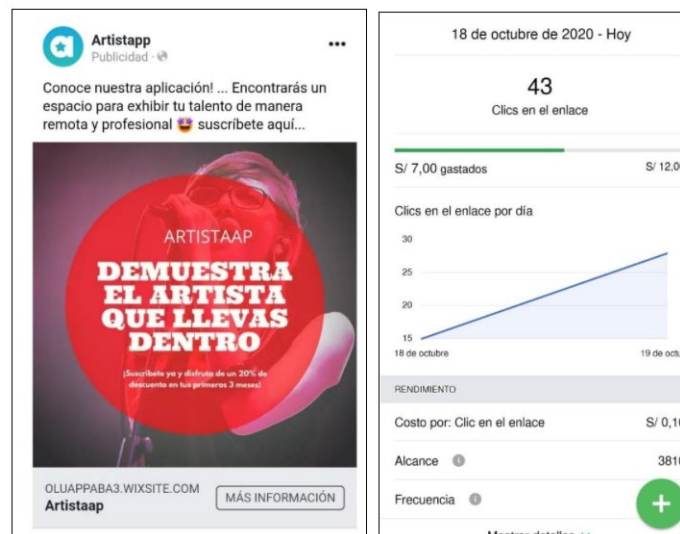 Artistapp
Publicidad ·
Conoce nuestra aplicación! ... Encontrarás un
espacio para exhibir tu talento de manera
remota y profesional 🤩 suscríbete aquí...
ARTISTAAP
DEMUESTRA
EL ARTISTA
QUE LLEVAS
DENTRO
¡Suscríbete ya y disfruta de un 20% de
descuento en tus primeras 3 meses!
OLUAPPABA3.WIXSITE.COM
Artistaap
MÁS INFORMACIÓN
18 de octubre de 2020 - Hoy
43
Clics en el enlace
S/ 7,00 gastados
S/ 12,0
Clics en el enlace por día
30
25
20
15
18 de octubre
19 de octu
RENDIMIENTO
Costo por: Clic en el enlace
S/ 0,1
Alcance
381
Frecuencia
Mostrar detalles